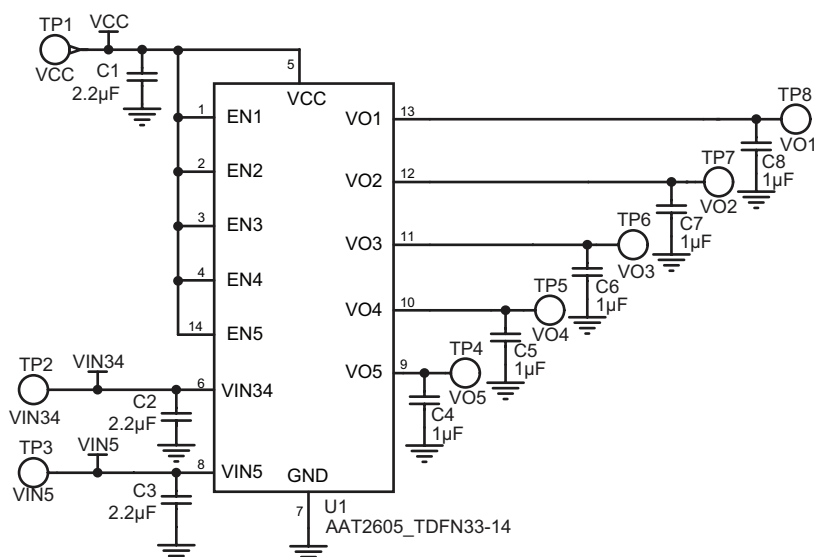 TP1
VCC
VCC
C1
2.2µF
5
VCC
1
EN1
VO1
13
TP8
VO1
C8
1µF
2
EN2
VO2
12
TP7
VO2
C7
1µF
3
EN3
VO3
11
TP6
VO3
C6
1µF
4
EN4
VO4
10
TP5
VO4
C5
1µF
14
EN5
VO5
9
TP4
VO5
C4
1µF
TP2
VIN34
VIN34
6
VIN34
C2
2.2µF
TP3
VIN5
VIN5
8
VIN5
C3
2.2µF
GND
7
U1
AAT2605_TDFN33-14